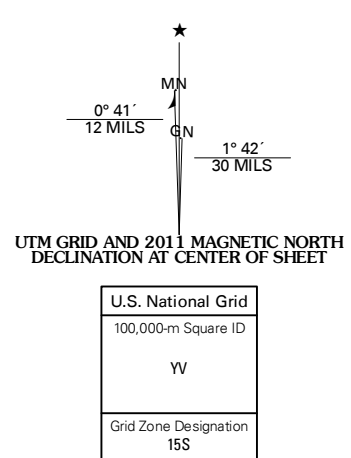 ★
MN
0° 41´
12 MILS
GN
1° 42´
30 MILS
UTM GRID AND 2011 MAGNETIC NORTH
DECLINATION AT CENTER OF SHEET
U.S. National Grid
100,000-m Square ID
YV
Grid Zone Designation
15S